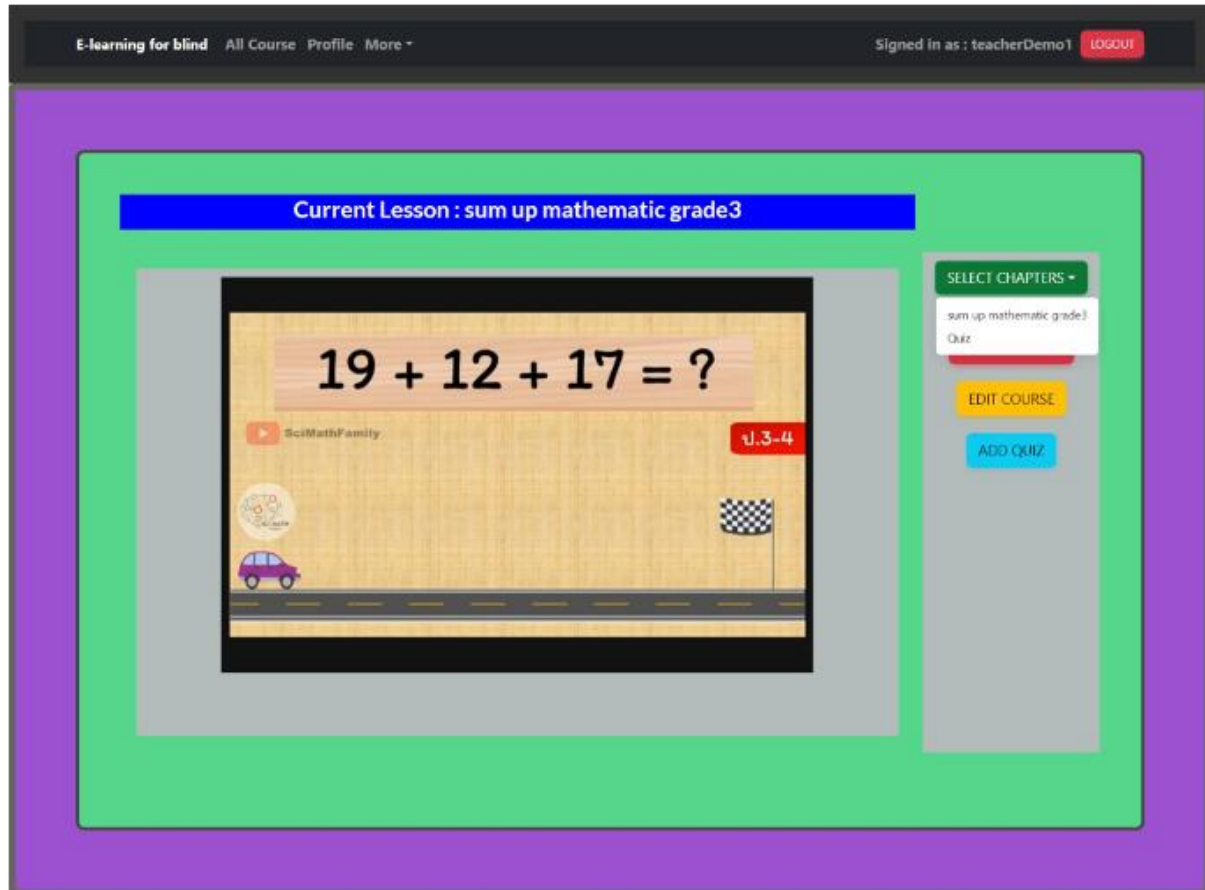 E-learning for blind All Course Profile More
Signed in as : teacherDemo1 LOGOUT
Current Lesson : sum up mathematic grade3
SELECT CHAPTERS
sum up mathematic grade3
Quiz
EDIT COURSE
ADD QUIZ
19 + 12 + 17 = ?
SciMathFamily
ป.3-4